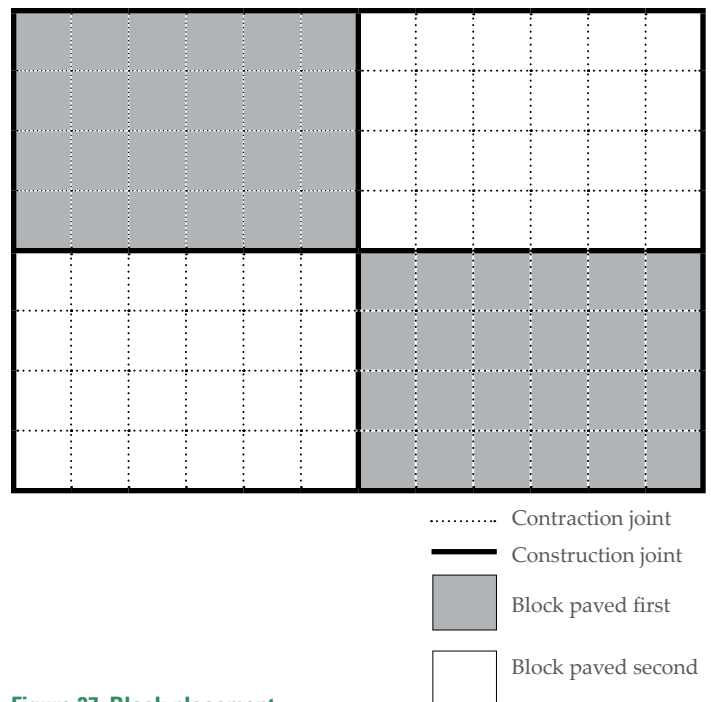 Contraction joint
Construction joint
Block paved first
Block paved second
Figure 27. Block placement